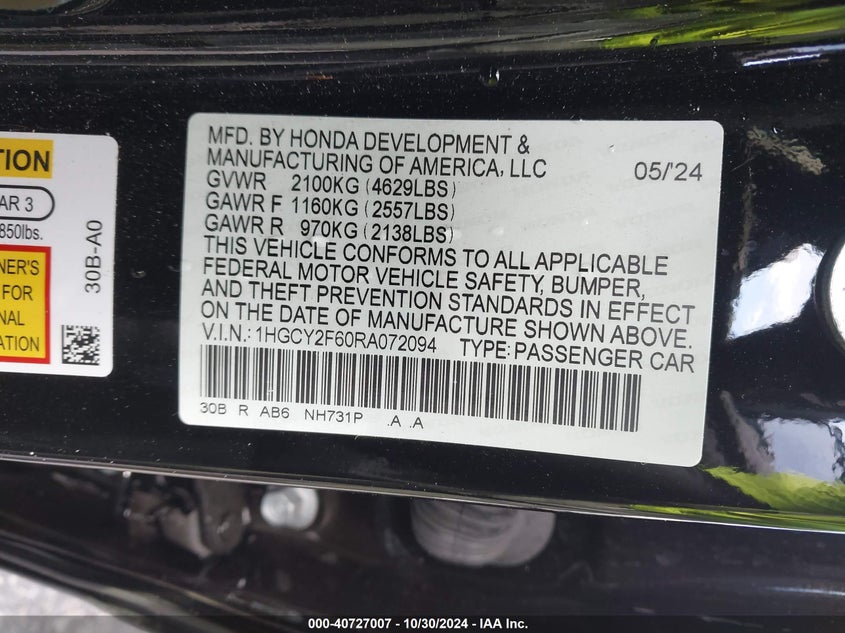 TION
AR 3
850lbs.
NER'S
FOR
NAL
ATION
30B-A0
MFD. BY HONDA DEVELOPMENT &
MANUFACTURING OF AMERICA, LLC
05/'24
GVWR 2100KG (4629LBS)
GAWR F 1160KG (2557LBS)
GAWR R 970KG (2138LBS)
THIS VEHICLE CONFORMS TO ALL APPLICABLE
FEDERAL MOTOR VEHICLE SAFETY, BUMPER,
AND THEFT PREVENTION STANDARDS IN EFFECT
ON THE DATE OF MANUFACTURE SHOWN ABOVE.
V.I.N.: 1HGCY2F60RA072094 TYPE: PASSENGER CAR
30B R AB6 NH731P .A .A
000-40727007 - 10/30/2024 - IAA Inc.